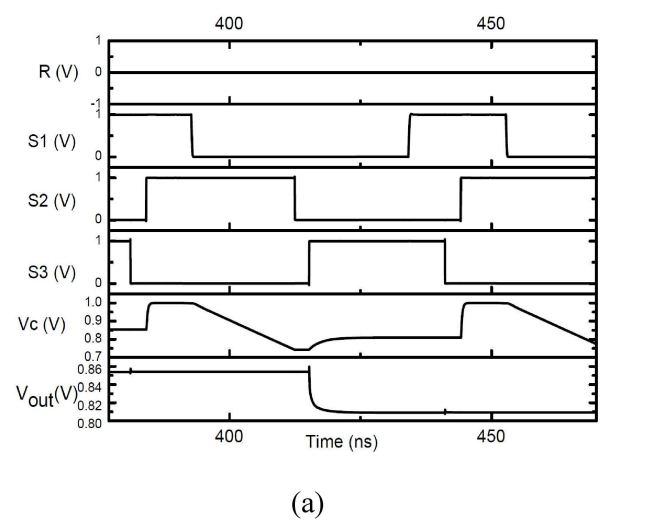 400 450
1
R (V) 0
-1
1
S1 (V)
0
1
S2 (V)
0
1
S3 (V)
0
1.0
0.9
Vc (V)
0.8
0.7
0.86
0.84
Vout(V)
0.82
0.80
400 450
Time (ns)
(a)